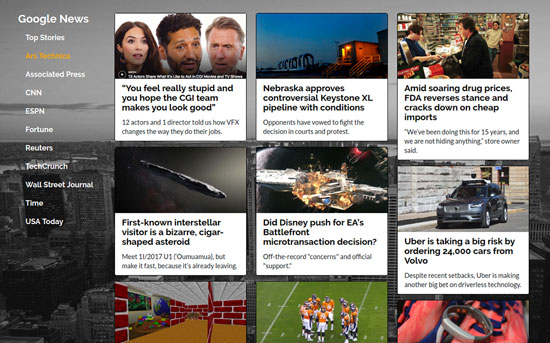 Google News
Top Stories
Ars Technica
Associated Press
CNN
ESPN
Fortune
Reuters
TechCrunch
Wall Street Journal
Time
USA Today
12 Actors Share What It's Like to Act in CGI Movies and TV Shows
"You feel really stupid and
you hope the CGI team
makes you look good"
12 actors and 1 director told us how VFX
changes the way they do their jobs.
First-known interstellar
visitor is a bizarre, cigar-
shaped asteroid
Meet 1I/2017 U1 ('Oumuamua), but
make it fast, because it's already leaving.
Nebraska approves
controversial Keystone XL
pipeline with conditions
Opponents have vowed to fight the
decision in courts and protest.
Did Disney push for EA's
Battlefront
microtransaction decision?
Off-the-record "concerns" and official
"support."
Amid soaring drug prices,
FDA reverses stance and
cracks down on cheap
imports
"We've been doing this for 15 years, and
we are not hiding anything," store owner
said.
Uber is taking a big risk by
ordering 24,000 cars from
Volvo
Despite recent setbacks, Uber is making
another big bet on driverless technology.